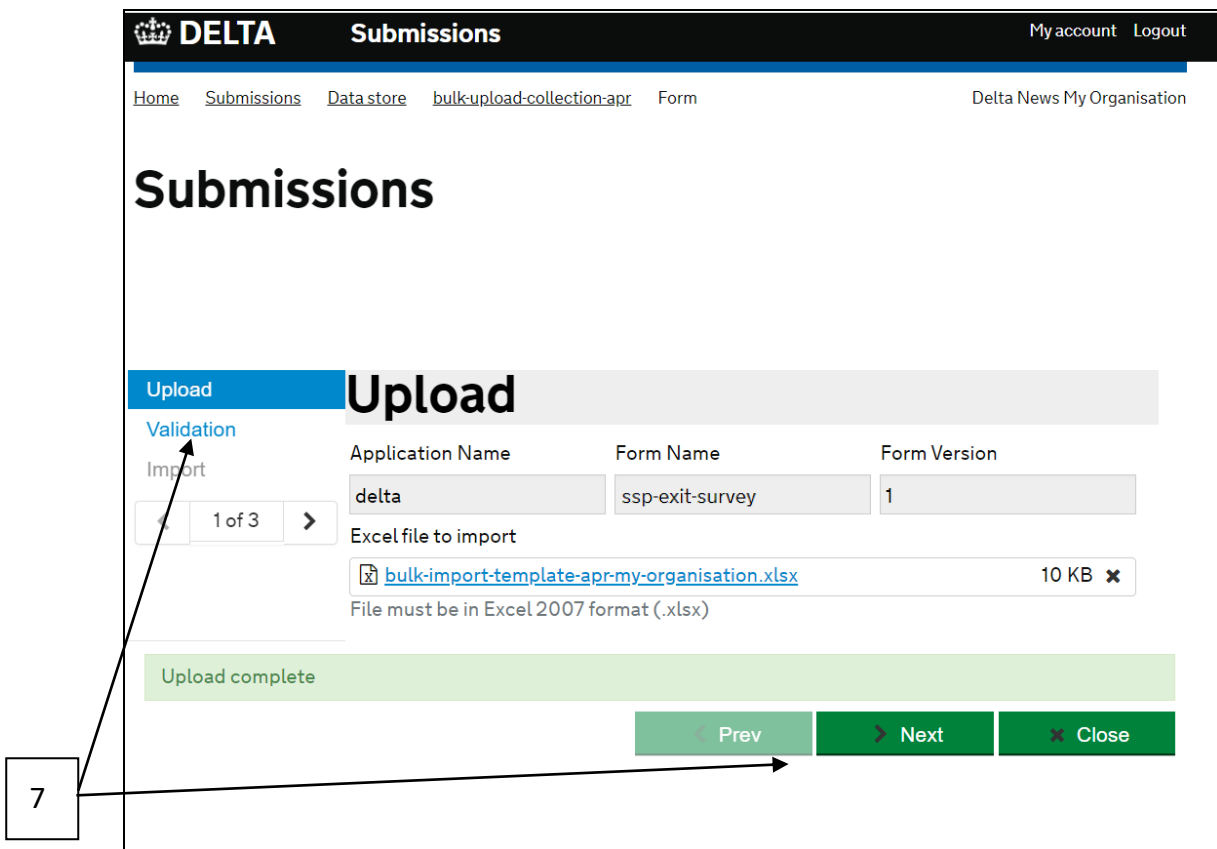 DELTA Submissions My account Logout
Home Submissions Data store bulk-upload-collection-apr Form Delta News My Organisation
Submissions
Upload
Validation
Import
1 of 3
Upload
Application Name Form Name Form Version
delta ssp-exit-survey 1
Excel file to import
bulk-import-template-apr-my-organisation.xlsx 10 KB
File must be in Excel 2007 format (.xlsx)
Upload complete
Prev Next Close
7